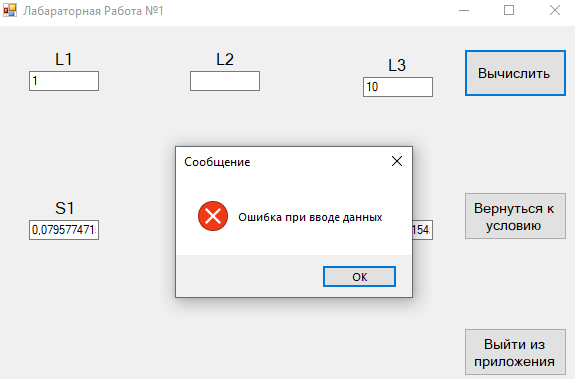 Лабараторная Работа №1
L1
L2
L3
1
10
Вычислить
Сообщение
Ошибка при вводе данных
OK
S1
0,079577471
154
Вернуться к
условию
Выйти из
приложения